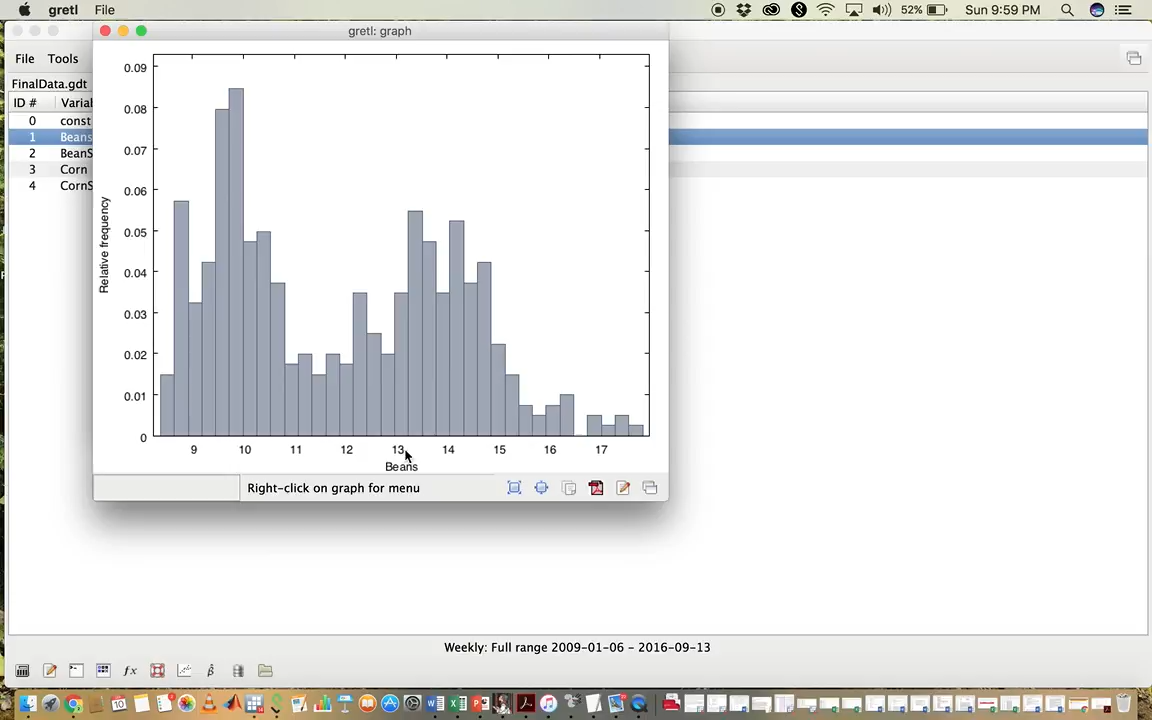 gretl File 52% Sun 9:59 PM
gretl: graph
File Tools
FinalData.gdt
ID #
0 const
1 Beans
2
3 Corn
4
0.09
0.08
0.07
0.06
0.05
0.04
0.03
0.02
0.01
0
Relative frequency
9 10 11 12 13 14 15 16 17
Beans
Right-click on graph for menu
Weekly: Full range 2009-01-06 - 2016-09-13